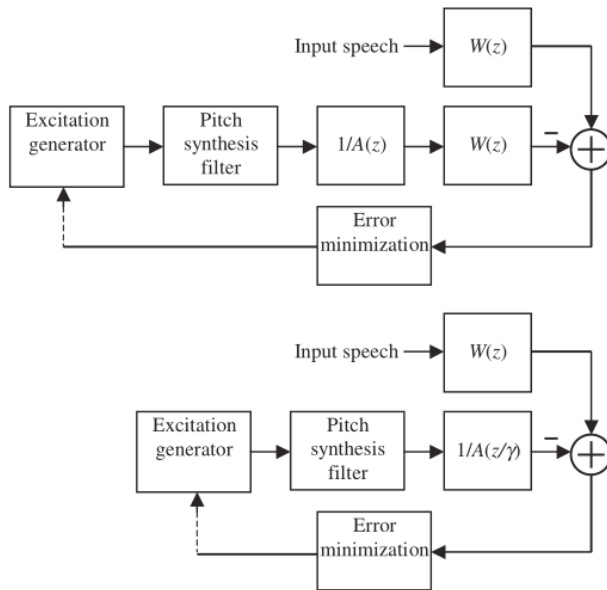 Input speech
W(z)
Excitation
generator
Pitch
synthesis
filter
1/A(z)
W(z)
−
+
Error
minimization
Input speech
W(z)
Excitation
generator
Pitch
synthesis
filter
1/A(z/γ)
−
+
Error
minimization